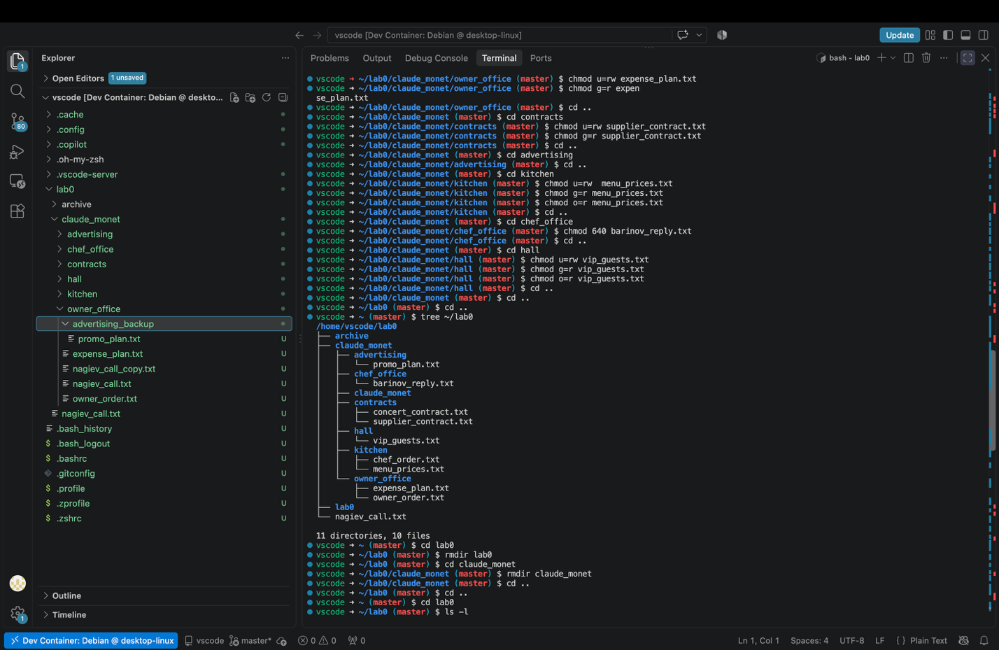 vscode [Dev Container: Debian @ desktop-linux]
Update
Explorer
Open Editors 1 unsaved
vscode [Dev Container: Debian @ deskto...
.cache
.config
.copilot
.oh-my-zsh
.vscode-server
lab0
archive
claude_monet
advertising
chef_office
contracts
hall
kitchen
owner_office
advertising_backup
promo_plan.txt U
expense_plan.txt U
nagiev_call_copy.txt U
nagiev_call.txt U
owner_order.txt U
nagiev_call.txt U
.bash_history U
.bash_logout U
.bashrc U
.gitconfig U
.profile U
.zprofile U
.zshrc U
Outline
Timeline
1
80
1
Problems Output Debug Console Terminal Ports
bash - lab0
vscode → ~/lab0/claude_monet/owner_office (master) $ chmod u=rw expense_plan.txt
vscode → ~/lab0/claude_monet/owner_office (master) $ chmod g=r expen
se_plan.txt
vscode → ~/lab0/claude_monet/owner_office (master) $ cd ..
vscode → ~/lab0/claude_monet (master) $ cd contracts
vscode → ~/lab0/claude_monet/contracts (master) $ chmod u=rw supplier_contract.txt
vscode → ~/lab0/claude_monet/contracts (master) $ chmod g=r supplier_contract.txt
vscode → ~/lab0/claude_monet/contracts (master) $ cd ..
vscode → ~/lab0/claude_monet (master) $ cd advertising
vscode → ~/lab0/claude_monet/advertising (master) $ cd ..
vscode → ~/lab0/claude_monet (master) $ cd kitchen
vscode → ~/lab0/claude_monet/kitchen (master) $ chmod u=rw  menu_prices.txt
vscode → ~/lab0/claude_monet/kitchen (master) $ chmod g=r menu_prices.txt
vscode → ~/lab0/claude_monet/kitchen (master) $ chmod o=r menu_prices.txt
vscode → ~/lab0/claude_monet/kitchen (master) $ cd ..
vscode → ~/lab0/claude_monet (master) $ cd chef_office
vscode → ~/lab0/claude_monet/chef_office (master) $ chmod 640 barinov_reply.txt
vscode → ~/lab0/claude_monet/chef_office (master) $ cd ..
vscode → ~/lab0/claude_monet (master) $ cd hall
vscode → ~/lab0/claude_monet/hall (master) $ chmod u=rw vip_guests.txt
vscode → ~/lab0/claude_monet/hall (master) $ chmod g=r vip_guests.txt
vscode → ~/lab0/claude_monet/hall (master) $ chmod o=r vip_guests.txt
vscode → ~/lab0/claude_monet/hall (master) $ cd ..
vscode → ~/lab0/claude_monet (master) $ cd ..
vscode → ~/lab0 (master) $ cd ..
vscode → ~ (master) $ tree ~/lab0
/home/vscode/lab0
├── archive
├── claude_monet
│   ├── advertising
│   │   └── promo_plan.txt
│   ├── chef_office
│   │   └── barinov_reply.txt
│   ├── claude_monet
│   ├── contracts
│   │   ├── concert_contract.txt
│   │   └── supplier_contract.txt
│   ├── hall
│   │   └── vip_guests.txt
│   ├── kitchen
│   │   ├── chef_order.txt
│   │   └── menu_prices.txt
│   └── owner_office
│       ├── expense_plan.txt
│       └── owner_order.txt
├── lab0
└── nagiev_call.txt
11 directories, 10 files
vscode → ~ (master) $ cd lab0
vscode → ~/lab0 (master) $ rmdir lab0
vscode → ~/lab0 (master) $ cd claude_monet
vscode → ~/lab0/claude_monet (master) $ rmdir claude_monet
vscode → ~/lab0/claude_monet (master) $ cd ..
vscode → ~/lab0 (master) $ cd ..
vscode → ~ (master) $ cd lab0
vscode → ~/lab0 (master) $ ls -l
Dev Container: Debian @ desktop-linux vscode master* 0 0 0 Ln 1, Col 1 Spaces: 4 UTF-8 LF { } Plain Text